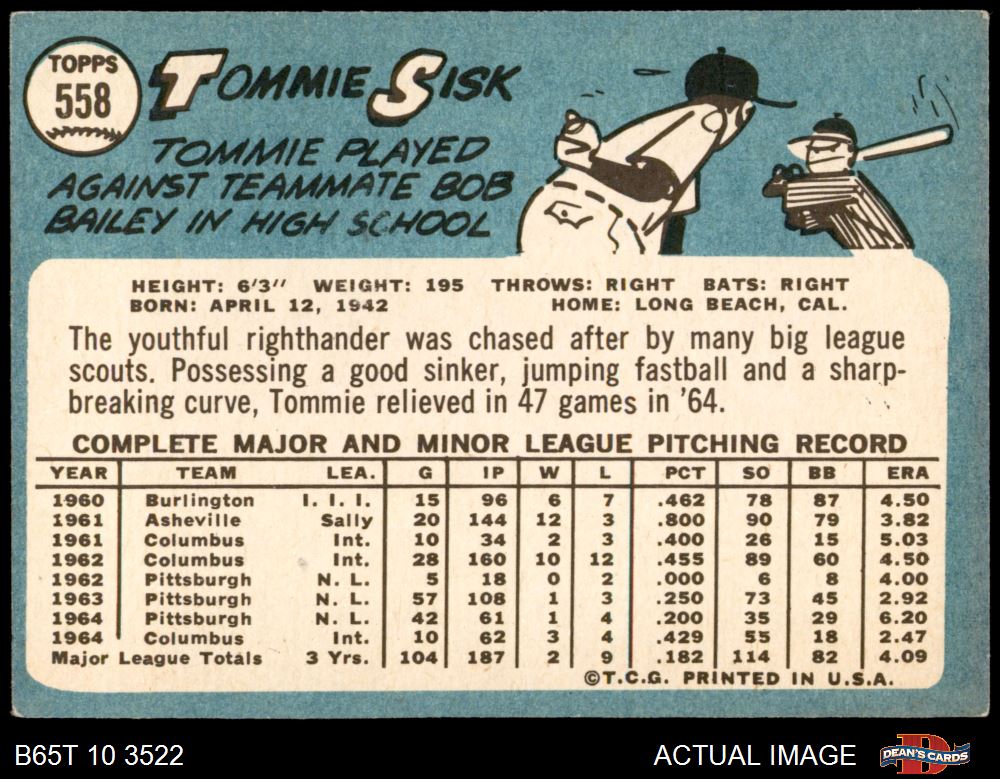 TOPPS
558
TOMMIE SISK
TOMMIE PLAYED
AGAINST TEAMMATE BOB
BAILEY IN HIGH SCHOOL
HEIGHT: 6'3" WEIGHT: 195 THROWS: RIGHT BATS: RIGHT
BORN: APRIL 12, 1942 HOME: LONG BEACH, CAL.
The youthful righthander was chased after by many big league
scouts. Possessing a good sinker, jumping fastball and a sharp-
breaking curve, Tommie relieved in 47 games in '64.
COMPLETE MAJOR AND MINOR LEAGUE PITCHING RECORD
YEAR TEAM LEA. G IP W L PCT SO BB ERA
1960 Burlington I. I. I. 15 96 6 7 .462 78 87 4.50
1961 Asheville Sally 20 144 12 3 .800 90 79 3.82
1961 Columbus Int. 10 34 2 3 .400 26 15 5.03
1962 Columbus Int. 28 160 10 12 .455 89 60 4.50
1962 Pittsburgh N. L. 5 18 0 2 .000 6 8 4.00
1963 Pittsburgh N. L. 57 108 1 3 .250 73 45 2.92
1964 Pittsburgh N. L. 42 61 1 4 .200 35 29 6.20
1964 Columbus Int. 10 62 3 4 .429 55 18 2.47
Major League Totals 3 Yrs. 104 187 2 9 .182 114 82 4.09
©T.C.G. PRINTED IN U.S.A.
B65T 10 3522 ACTUAL IMAGE DEAN'S CARDS